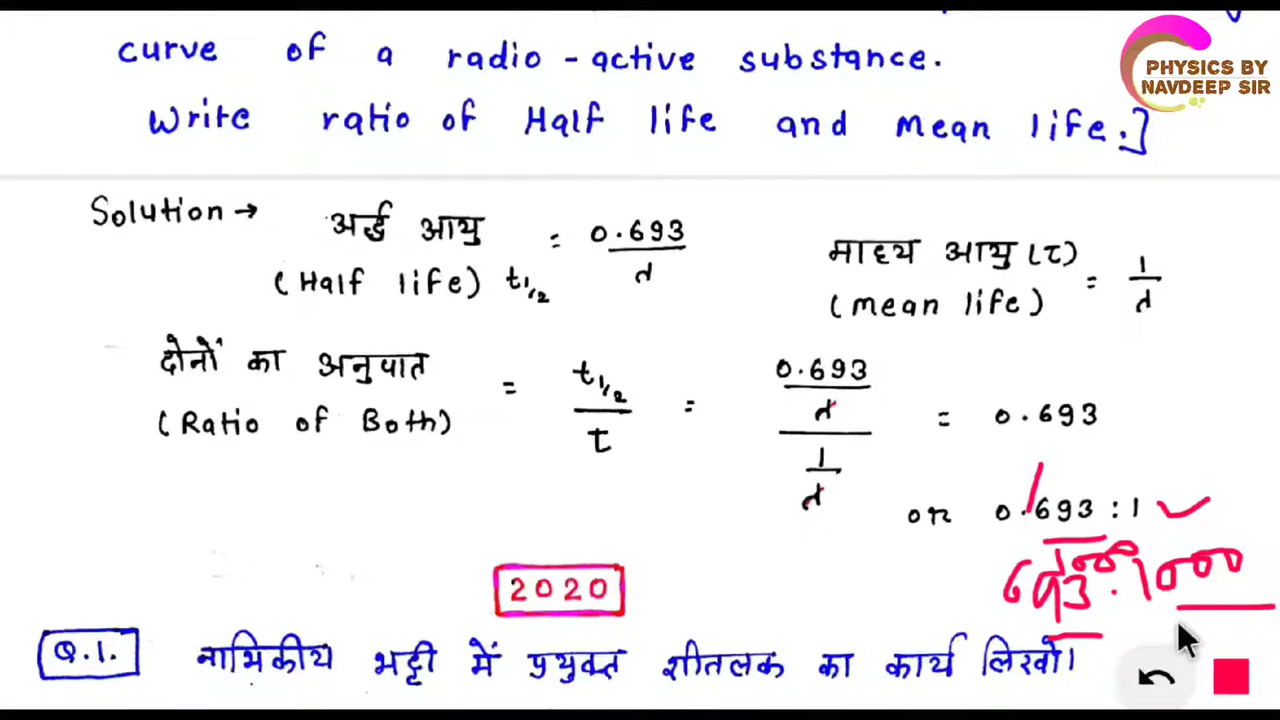 curve of a radio-active substance.
PHYSICS BY
NAVDEEP SIR
Write ratio of Half life and Mean life.]
Solution → अर्द्ध आयु = 0.693/λ
(Half life) t1/2
माध्य आयु (τ) = 1/λ
(mean life)
दोनों का अनुपात = t1/2 / τ = 0.693/λ / 1/λ = 0.693
(Ratio of Both)
or 0.693 : 1
693:1000
2020
Q.1. नाभिकीय भट्टी में प्रयुक्त शीतलक का कार्य लिखो।